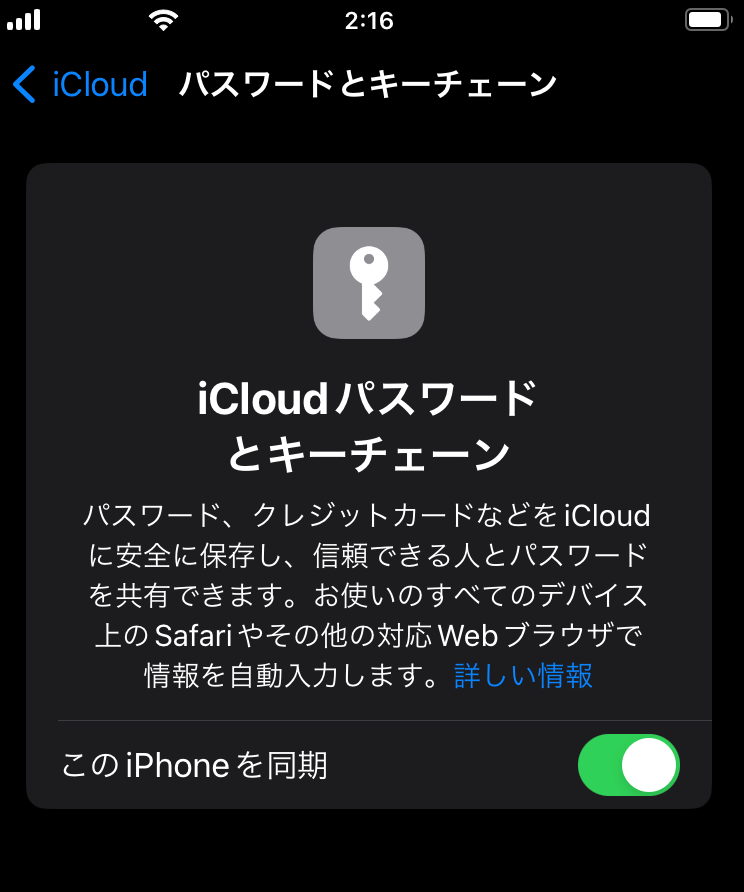 2:16
iCloud パスワードとキーチェーン
iCloudパスワード
とキーチェーン
パスワード、クレジットカードなどをiCloud
に安全に保存し、信頼できる人とパスワード
を共有できます。お使いのすべてのデバイス
上のSafariやその他の対応Webブラウザで
情報を自動入力します。詳しい情報
このiPhoneを同期